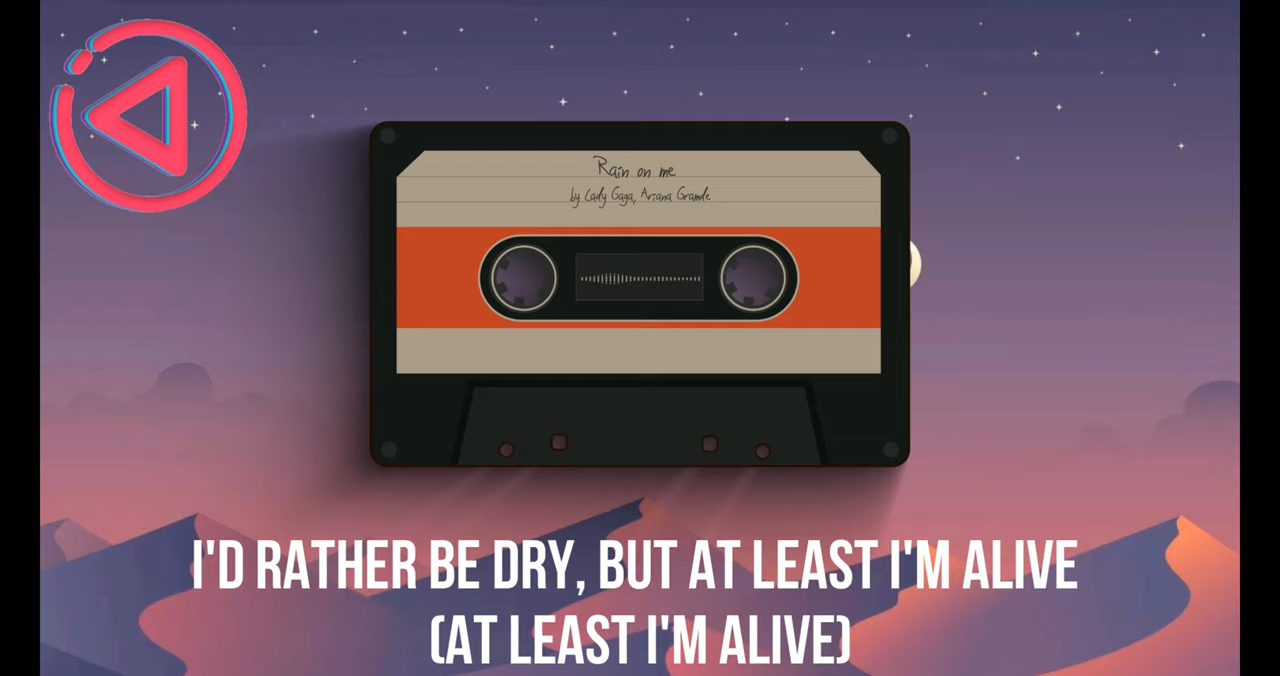 Rain on me
by Lady Gaga, Ariana Grande
I'D RATHER BE DRY, BUT AT LEAST I'M ALIVE
(AT LEAST I'M ALIVE)